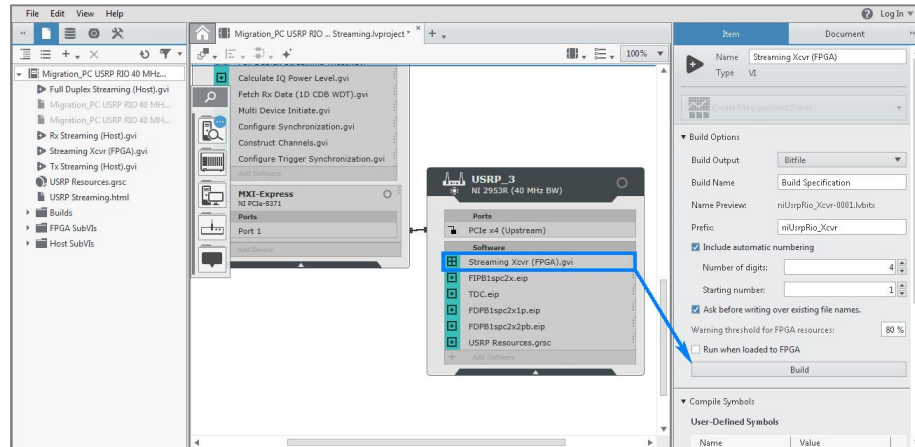 File Edit View Help
Log In
Migration_PC USRP RIO ... Streaming.lvproject *
100%
Migration_PC USRP RIO 40 MHz...
Full Duplex Streaming (Host).gvi
Migration_PC USRP RIO 40 MH...
Migration_PC USRP RIO 40 MH...
Rx Streaming (Host).gvi
Streaming Xcvr (FPGA).gvi
Tx Streaming (Host).gvi
USRP Resources.grsc
USRP Streaming.html
Builds
FPGA SubVIs
Host SubVIs
Calculate IQ Power Level.gvi
Fetch Rx Data (1D CDB WDT).gvi
Multi Device Initiate.gvi
Configure Synchronization.gvi
Construct Channels.gvi
Configure Trigger Synchronization.gvi
Add Software
MXI-Express
NI PCIe-8371
Ports
Port 1
Add Device
USRP_3
NI 2953R (40 MHz BW)
Ports
PCIe x4 (Upstream)
Software
Streaming Xcvr (FPGA).gvi
FIPB1spc2x.eip
TDC.eip
FDPB1spc2x1p.eip
FDPB1spc2x2pb.eip
USRP Resources.grsc
Add Software
Item Document
Name Streaming Xcvr (FPGA)
Type VI
Create Measurement Panel
Build Options
Build Output Bitfile
Build Name Build Specification
Name Preview: niUsrpRio_Xcvr-0001.lvbitx
Prefix: niUsrpRio_Xcvr
Include automatic numbering
Number of digits: 4
Starting number: 1
Ask before writing over existing file names.
Warning threshold for FPGA resources: 80 %
Run when loaded to FPGA
Build
Compile Symbols
User-Defined Symbols
Name Value